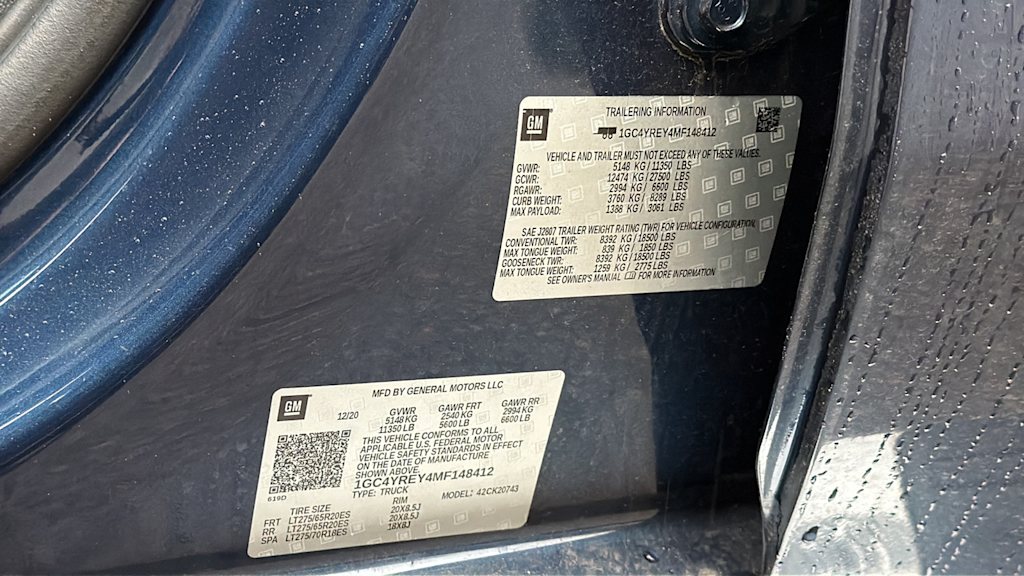 GM
TRAILERING INFORMATION
1GC4YREY4MF148412
VEHICLE AND TRAILER MUST NOT EXCEED ANY OF THESE VALUES.
GVWR: 5148 KG / 11350 LBS
GCWR: 12474 KG / 27500 LBS
RGAWR: 2994 KG / 6600 LBS
CURB WEIGHT: 3760 KG / 8289 LBS
MAX PAYLOAD: 1388 KG / 3061 LBS
SAE J2807 TRAILER WEIGHT RATING (TWR) FOR VEHICLE CONFIGURATION.
CONVENTIONAL TWR: 8392 KG / 18500 LBS
MAX TONGUE WEIGHT: 839 KG / 1850 LBS
GOOSENECK TWR: 8392 KG / 18500 LBS
MAX TONGUE WEIGHT: 1259 KG / 2775 LBS
SEE OWNER'S MANUAL FOR MORE INFORMATION
GM
MFD BY GENERAL MOTORS LLC
12/20 GVWR GAWR FRT GAWR RR
5148 KG 2540 KG 2994 KG
11350 LB 5600 LB 6600 LB
THIS VEHICLE CONFORMS TO ALL
APPLICABLE U.S. FEDERAL MOTOR
VEHICLE SAFETY STANDARDS IN EFFECT
ON THE DATE OF MANUFACTURE
SHOWN ABOVE.
1GC4YREY4MF148412
619D
TYPE: TRUCK MODEL: 42CK20743
TIRE SIZE RIM
FRT LT275/65R20ES 20X8.5J
RR LT275/65R20ES 20X8.5J
SPA LT275/70R18ES 18X8J